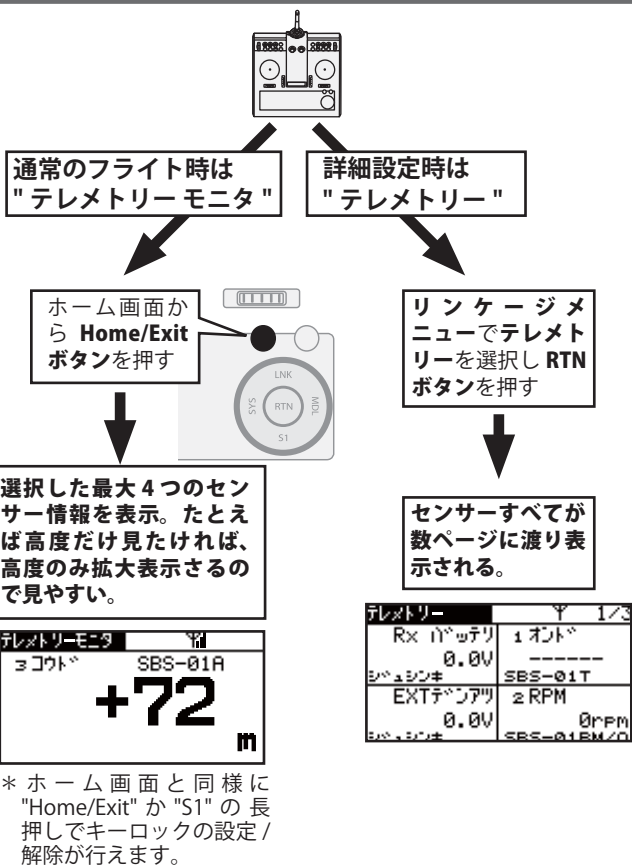 通常のフライト時は
" テレメトリー モニタ "
詳細設定時は
" テレメトリー "
ホーム画面か
ら Home/Exit
ボタンを押す
LNK
SYS
RTN
MDL
S1
リンケージメ
ニューでテレメト
リーを選択し RTN
ボタンを押す
選択した最大 4 つのセン
サー情報を表示。たとえ
ば高度だけ見たければ、
高度のみ拡大表示さるの
で見やすい。
センサーすべてが
数ページに渡り表
示される。
テレメトリーモニタ
3 コウド SBS-01A
+72
m
テレメトリー 1/3
Rx バッテリ 1 オンド
0.0V ------
ジュシンキ SBS-01T
EXTデンアツ 2 RPM
0.0V 0rpm
ジュシンキ SBS-01RM/O
＊ホーム画面と同様に
"Home/Exit" か "S1" の 長
押しでキーロックの設定 /
解除が行えます。